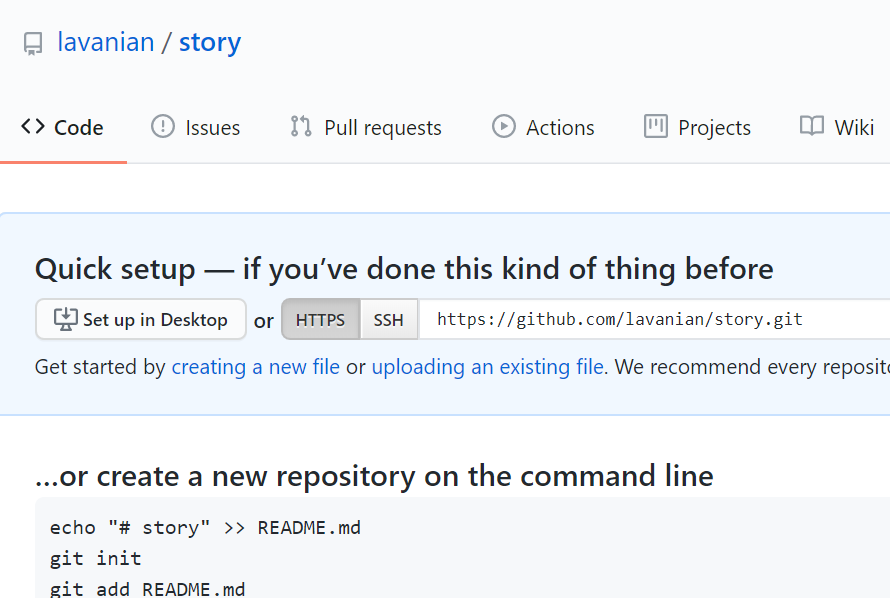 lavanian / story
Code Issues Pull requests Actions Projects Wiki
Quick setup — if you’ve done this kind of thing before
Set up in Desktop or HTTPS SSH https://github.com/lavanian/story.git
Get started by creating a new file or uploading an existing file. We recommend every
...or create a new repository on the command line
echo "# story" >> README.md
git init
git add README.md